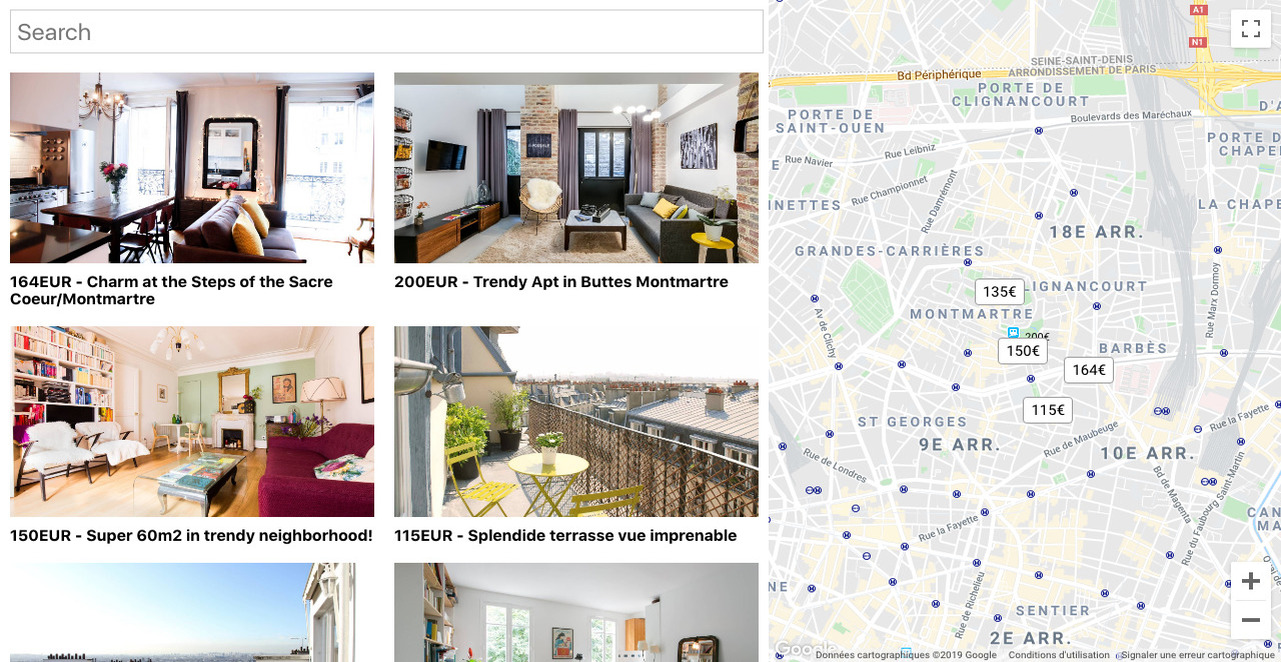 Search
164EUR - Charm at the Steps of the Sacre
Coeur/Montmartre
200EUR - Trendy Apt in Buttes Montmartre
150EUR - Super 60m2 in trendy neighborhood!
115EUR - Splendide terrasse vue imprenable
A1
N1
SEINE-SAINT-DENIS
ARRONDISSEMENT DE PARIS
Bd Périphérique
PORTE DE
CLIGNANCOURT
PORTE DE
SAINT-OUEN
Boulevards des Maréchaux
PORTE D
CHAPEL
D'A
Rue Leibniz
Rue Navier
E
Rue Championnet
Rue Damrémont
INETTES
LA CHAPE
18E ARR.
GRANDES-CARRIÈRES
Rue Marx Dormoy
135€
LIGNANCOURT
MONTMARTRE
Av de Clichy
200€
150€
BARBÈS
164€
115€
ST GEORGES
Rue la Fayette
9E ARR.
Rue de Maubeuge
10E ARR.
Rue de Londres
Bd de Magenta
Rue du Faubourg Saint-Martin
CAN
MA
Rue la Fayette
Rue de Richelieu
NE
SENTIER
2E ARR.
+
−
Google
Données cartographiques ©2019 Google
Conditions d'utilisation
Signaler une erreur cartographique